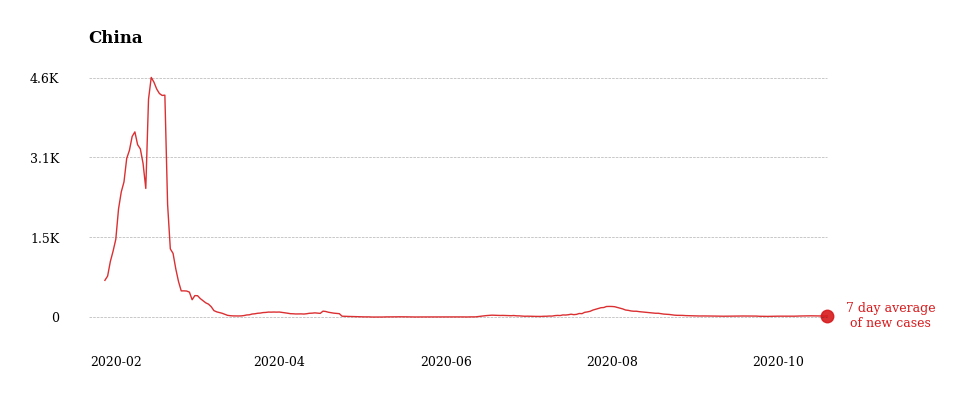 China
4.6K
3.1K
1.5K
0
2020-02
2020-04
2020-06
2020-08
2020-10
7 day average
of new cases